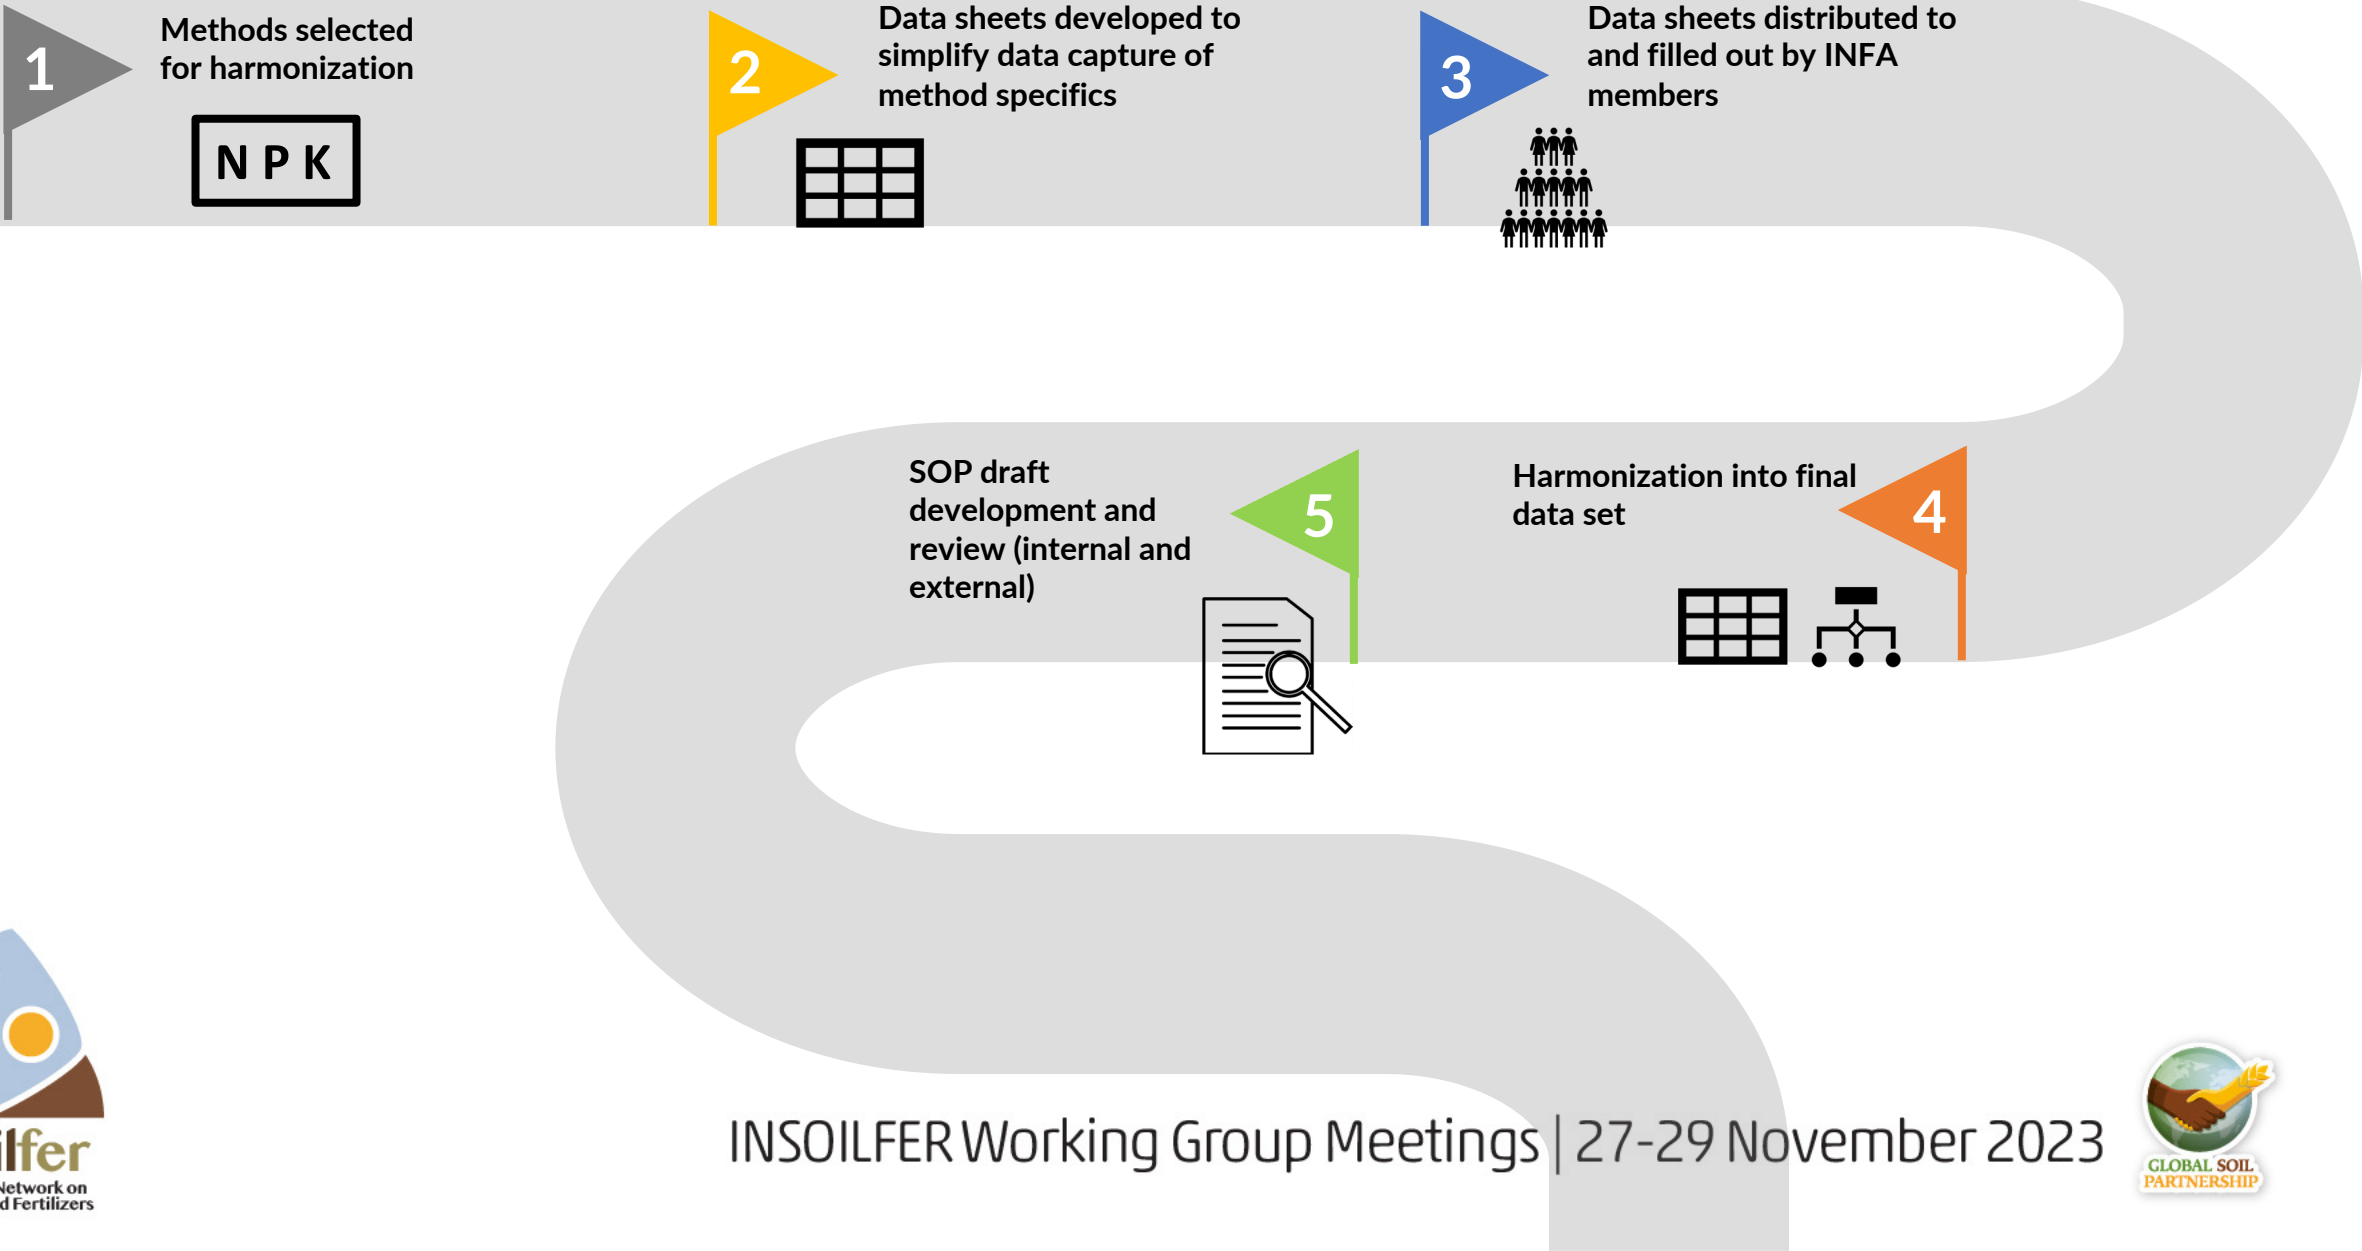 1
Methods selected
for harmonization
N P K
2
Data sheets developed to
simplify data capture of
method specifics
3
Data sheets distributed to
and filled out by INFA
members
4
Harmonization into final
data set
5
SOP draft
development and
review (internal and
external)
ilfer
Network on
d Fertilizers
INSOILFER Working Group Meetings | 27-29 November 2023
GLOBAL SOIL
PARTNERSHIP